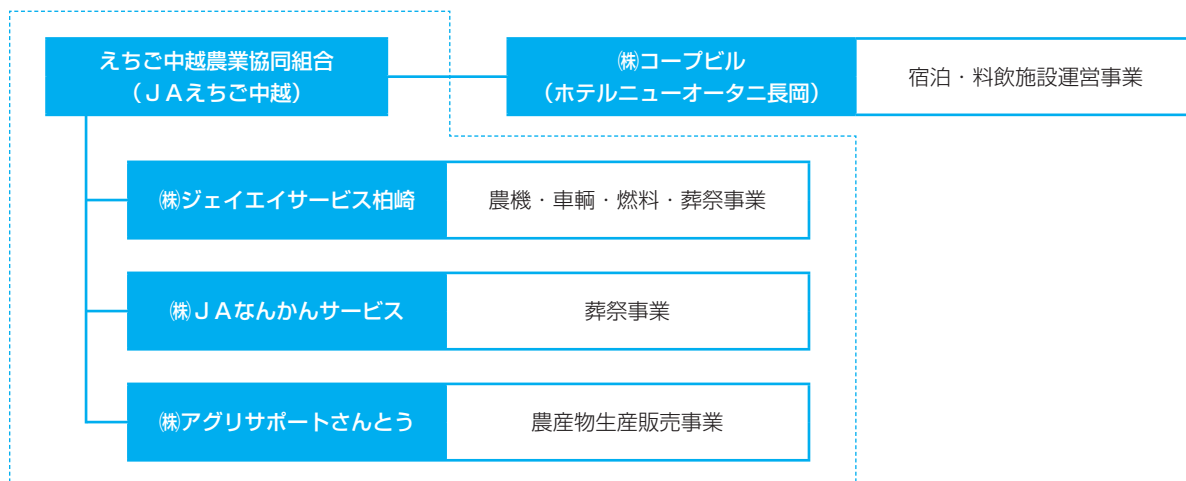 えちご中越農業協同組合
（ＪＡえちご中越）
㈱コープビル
（ホテルニューオータニ長岡）
宿泊・料飲施設運営事業
㈱ジェイエイサービス柏崎
農機・車輌・燃料・葬祭事業
㈱ＪＡなんかんサービス
葬祭事業
㈱アグリサポートさんとう
農産物生産販売事業